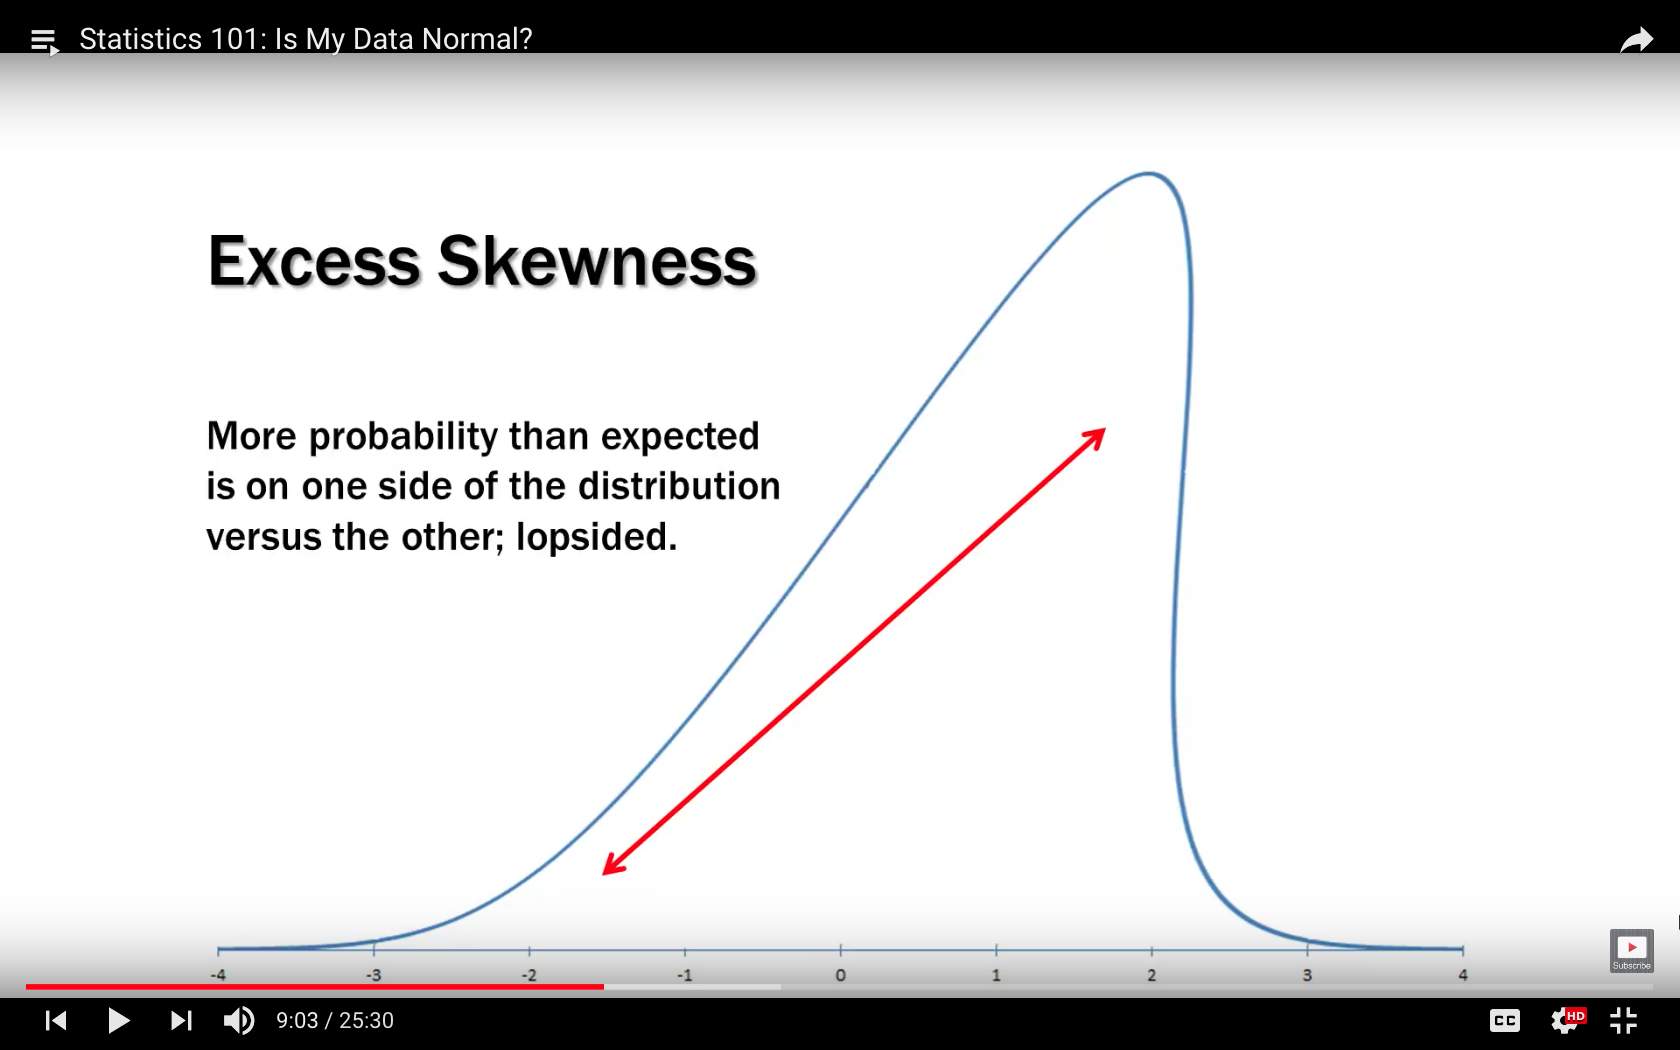 Statistics 101: Is My Data Normal?
Excess Skewness
More probability than expected
is on one side of the distribution
versus the other; lopsided.
-4 -3 -2 -1 0 1 2 3 4
Subscribe
9:03 / 25:30
CC
HD